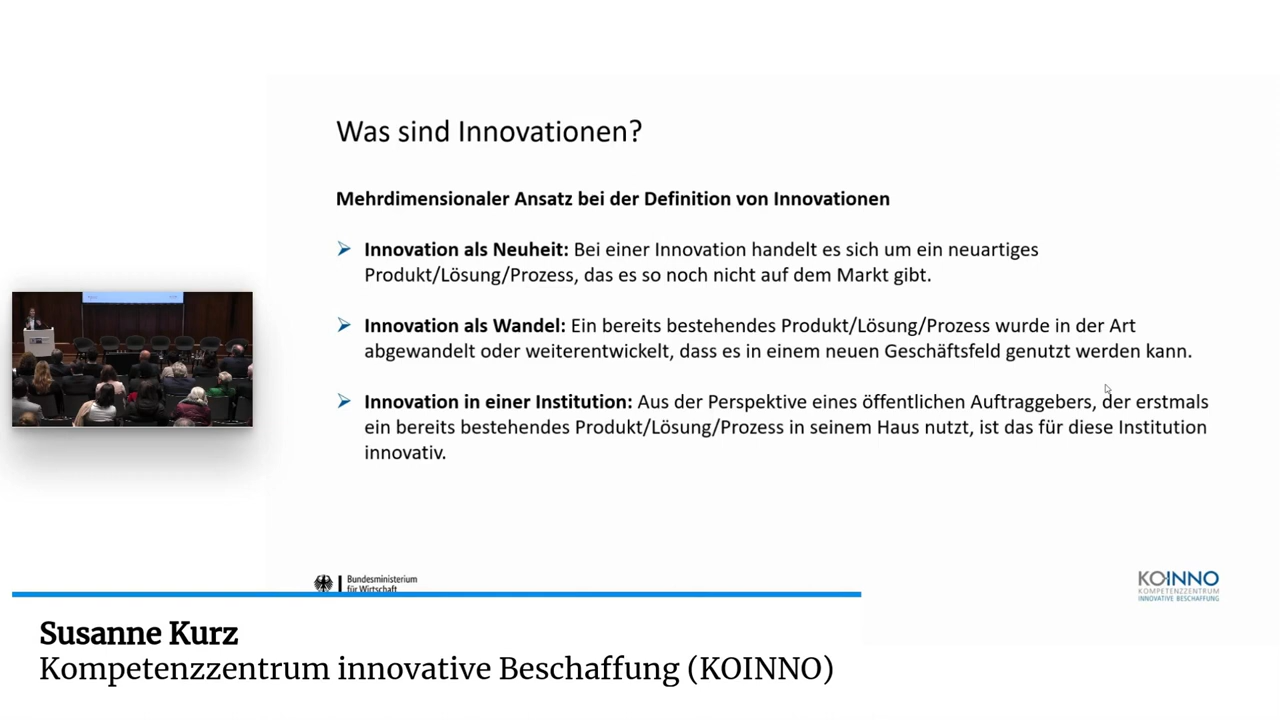 Was sind Innovationen?
Mehrdimensionaler Ansatz bei der Definition von Innovationen
Innovation als Neuheit: Bei einer Innovation handelt es sich um ein neuartiges
Produkt/Lösung/Prozess, das es so noch nicht auf dem Markt gibt.
Innovation als Wandel: Ein bereits bestehendes Produkt/Lösung/Prozess wurde in der Art
abgewandelt oder weiterentwickelt, dass es in einem neuen Geschäftsfeld genutzt werden kann.
Innovation in einer Institution: Aus der Perspektive eines öffentlichen Auftraggebers, der erstmals
ein bereits bestehendes Produkt/Lösung/Prozess in seinem Haus nutzt, ist das für diese Institution
innovativ.
Bundesministerium
für Wirtschaft
KOINNO
KOMPETENZZENTRUM
INNOVATIVE BESCHAFFUNG
Susanne Kurz
Kompetenzzentrum innovative Beschaffung (KOINNO)